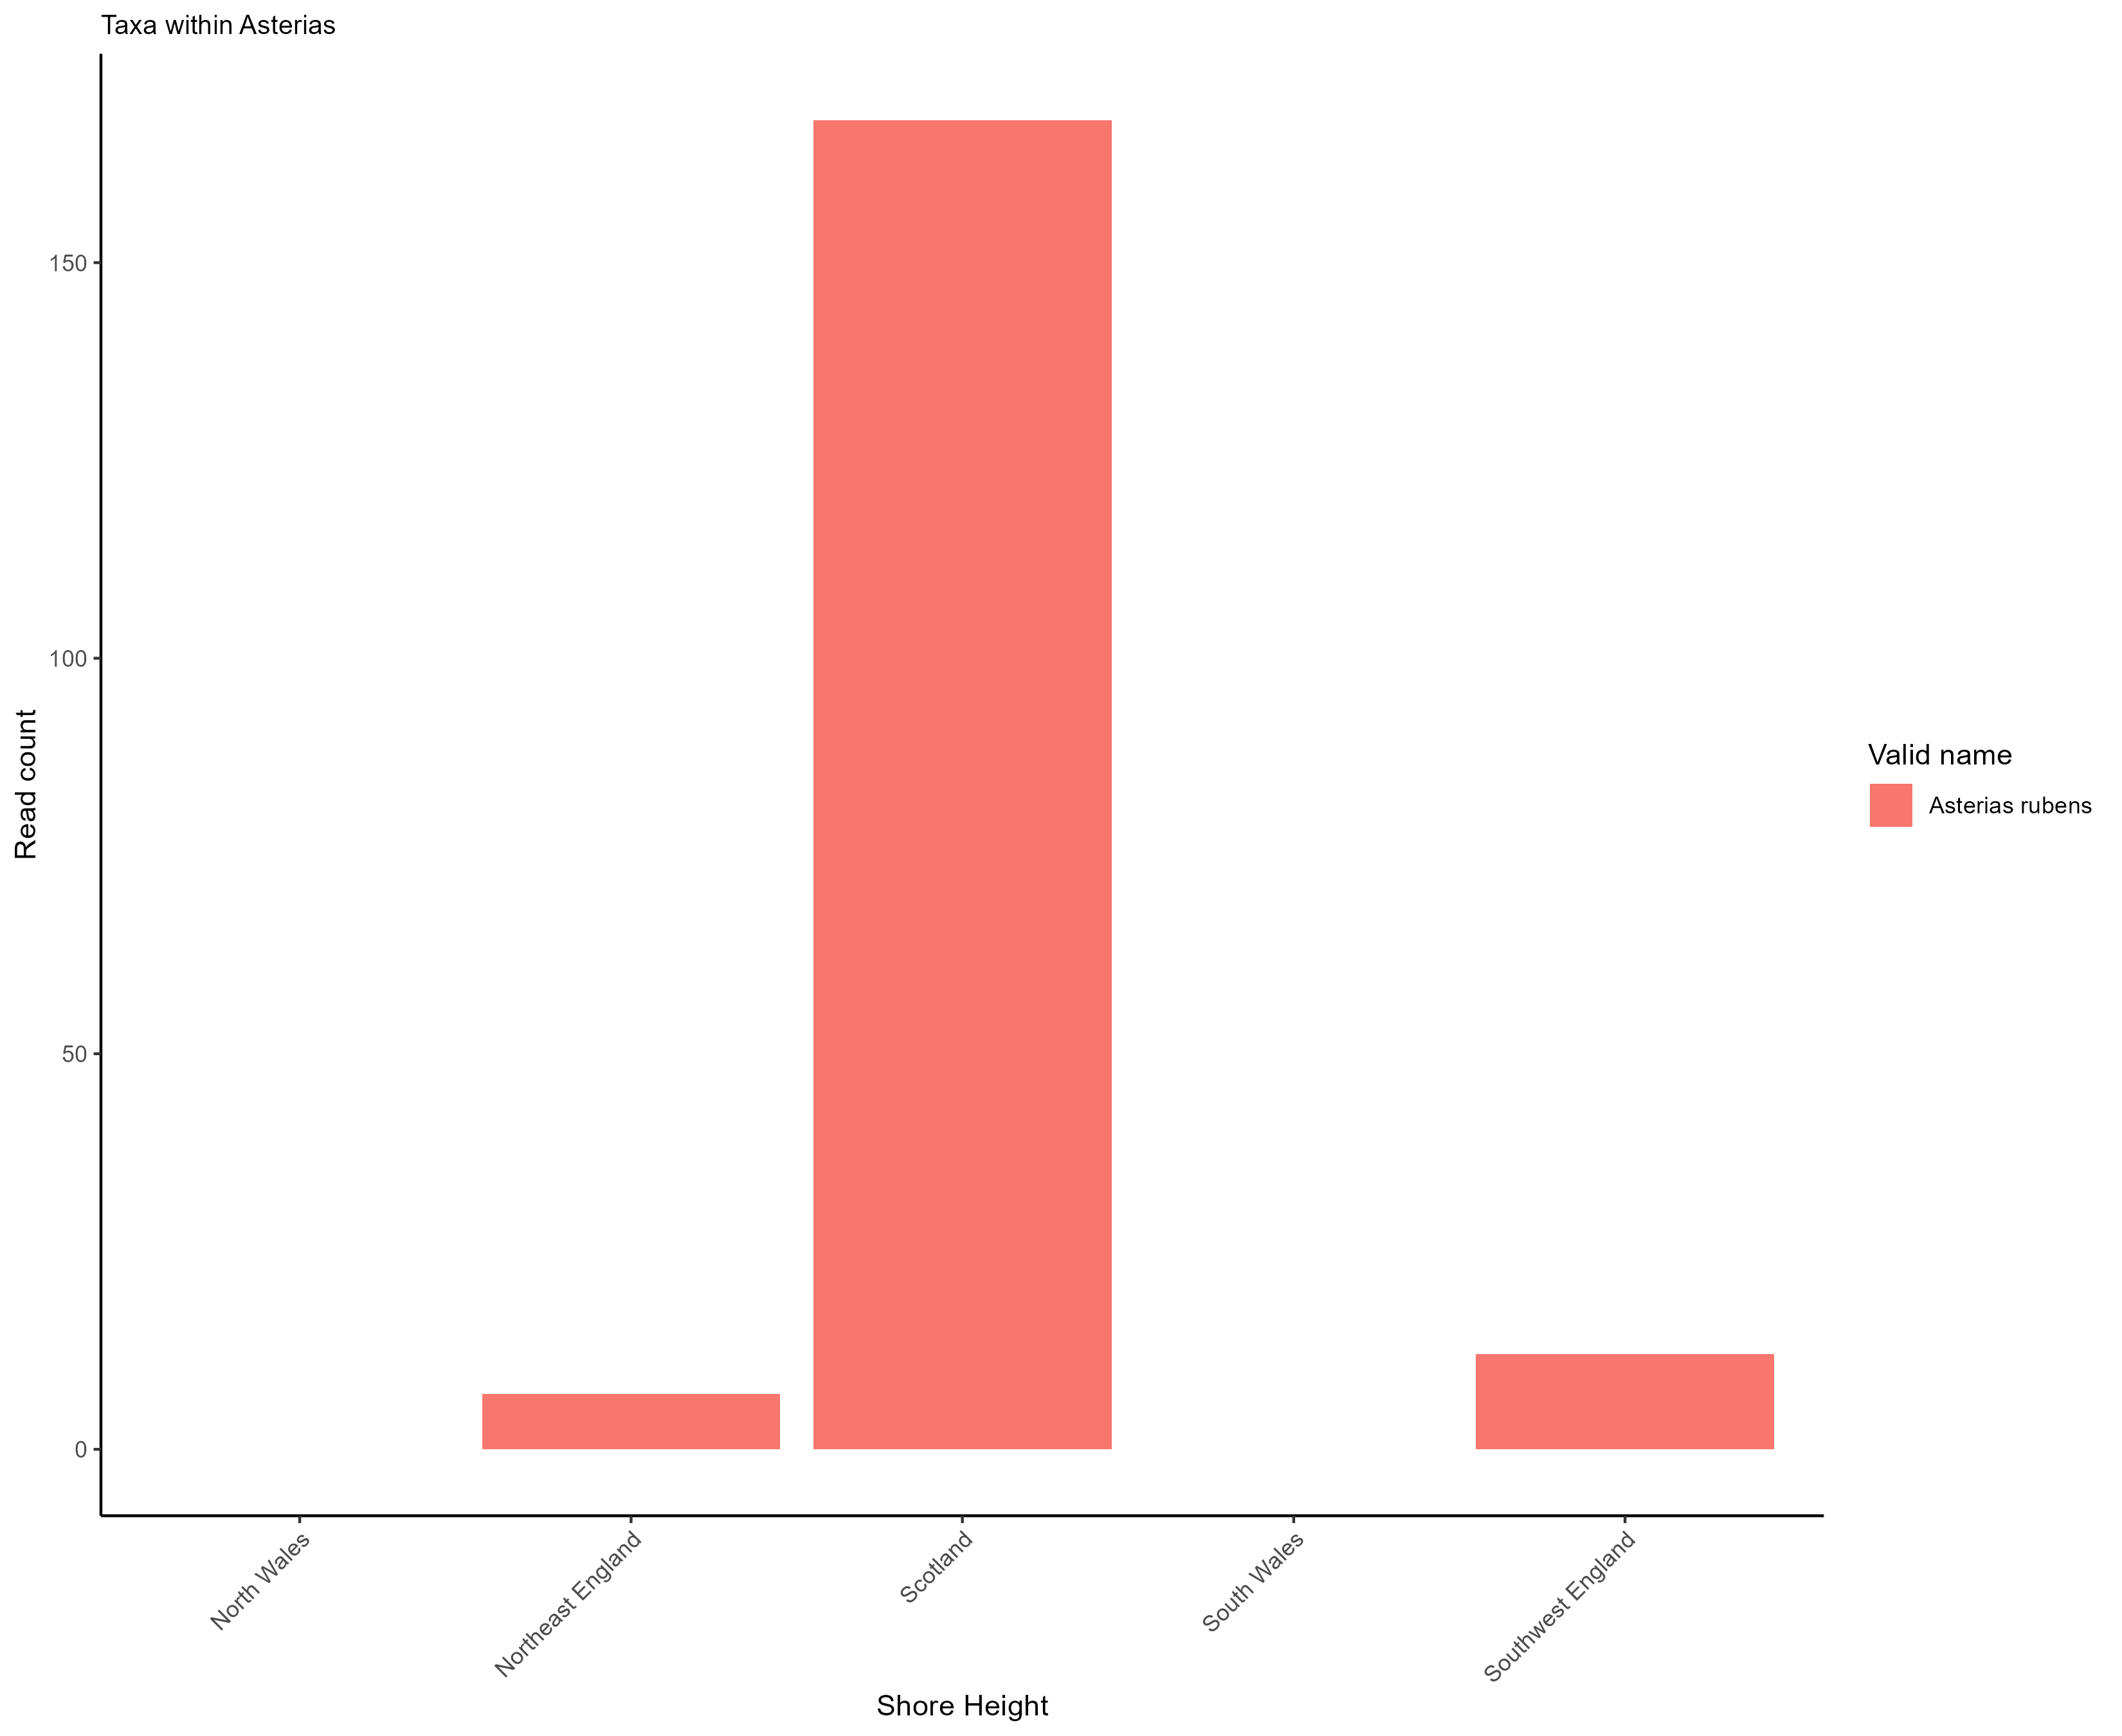 Taxa within Asterias
150
100
50
0
Read count
North Wales
Northeast England
Scotland
South Wales
Southwest England
Shore Height
Valid name
Asterias rubens